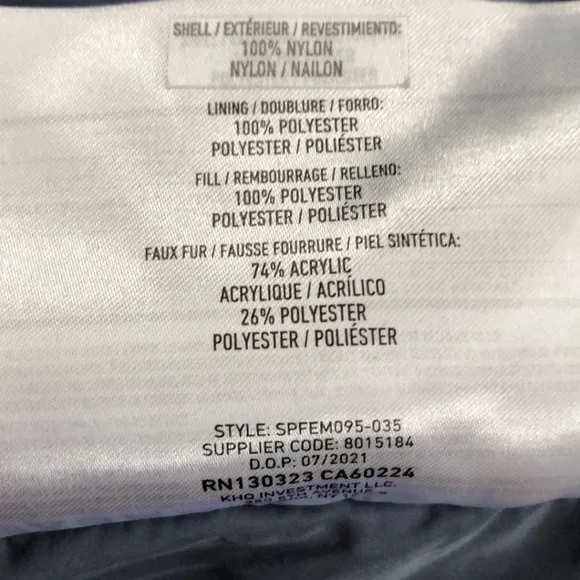 SHELL / EXTÉRIEUR / REVESTIMIENTO:
100% NYLON
NYLON / NAILON
LINING / DOUBLURE / FORRO:
100% POLYESTER
POLYESTER / POLIÉSTER
FILL / REMBOURRAGE / RELLENO:
100% POLYESTER
POLYESTER / POLIÉSTER
FAUX FUR / FAUSSE FOURRURE / PIEL SINTÉTICA:
74% ACRYLIC
ACRYLIQUE / ACRÍLICO
26% POLYESTER
POLYESTER / POLIÉSTER
STYLE: SPFEM095-035
SUPPLIER CODE: 8015184
D.O.P: 07/2021
RN130323 CA60224
KHQ INVESTMENT LLC.
AVENUE
NY